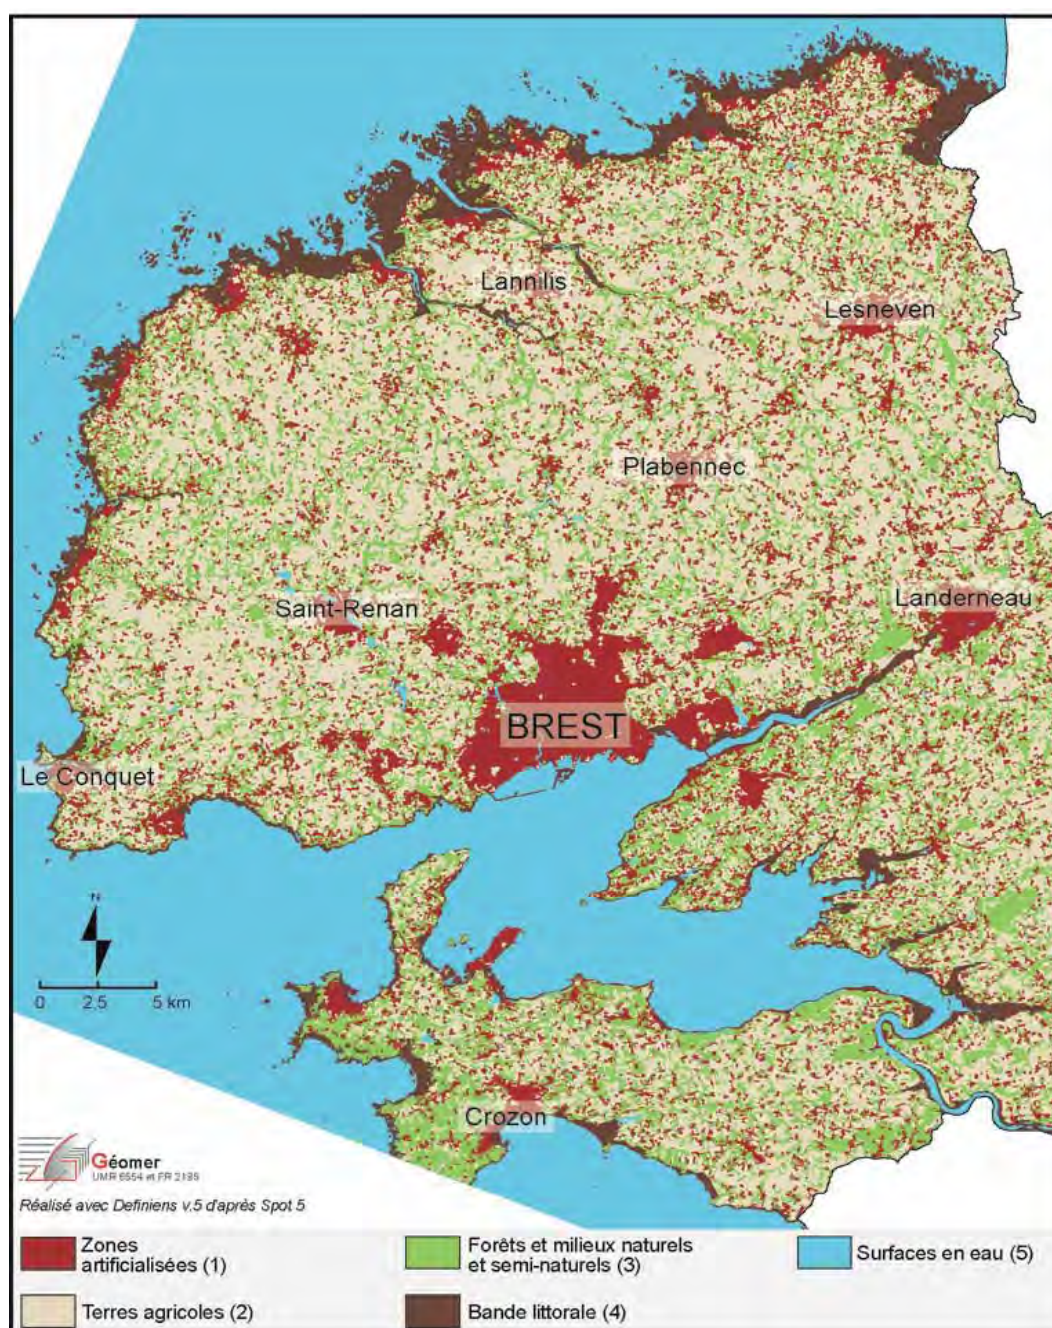 Lannilis
Lesneven
Plabennec
Saint-Renan
Landerneau
BREST
Le Conquet
N
0 2.5 5 km
Crozon
Géomer
UMR 6554 et FR 2195
Réalisé avec Definiens v.5 d'après Spot 5
Zones
artificialisées (1)
Forêts et milieux naturels
et semi-naturels (3)
Surfaces en eau (5)
Terres agricoles (2)
Bande littorale (4)